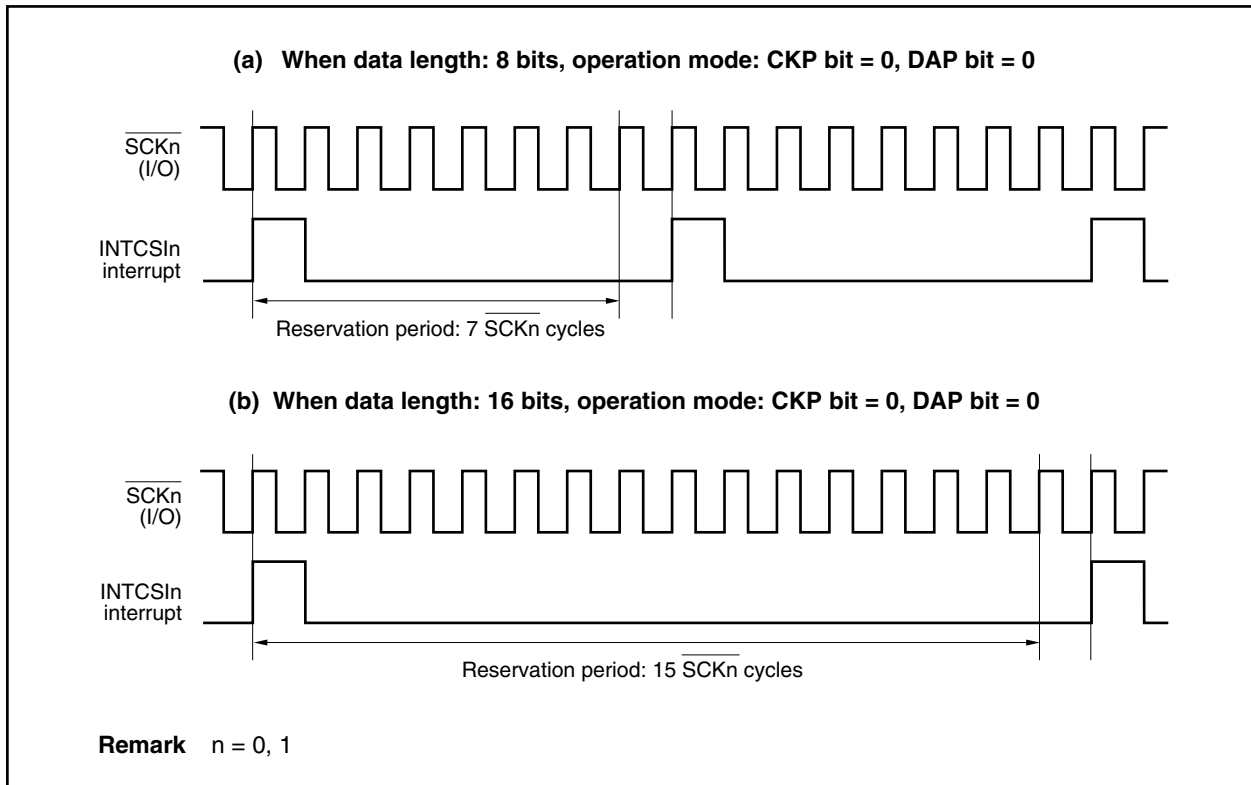 (a) When data length: 8 bits, operation mode: CKP bit = 0, DAP bit = 0
SCKn
(I/O)
INTCSIn
interrupt
Reservation period: 7 SCKn cycles
(b) When data length: 16 bits, operation mode: CKP bit = 0, DAP bit = 0
SCKn
(I/O)
INTCSIn
interrupt
Reservation period: 15 SCKn cycles
Remark n = 0, 1